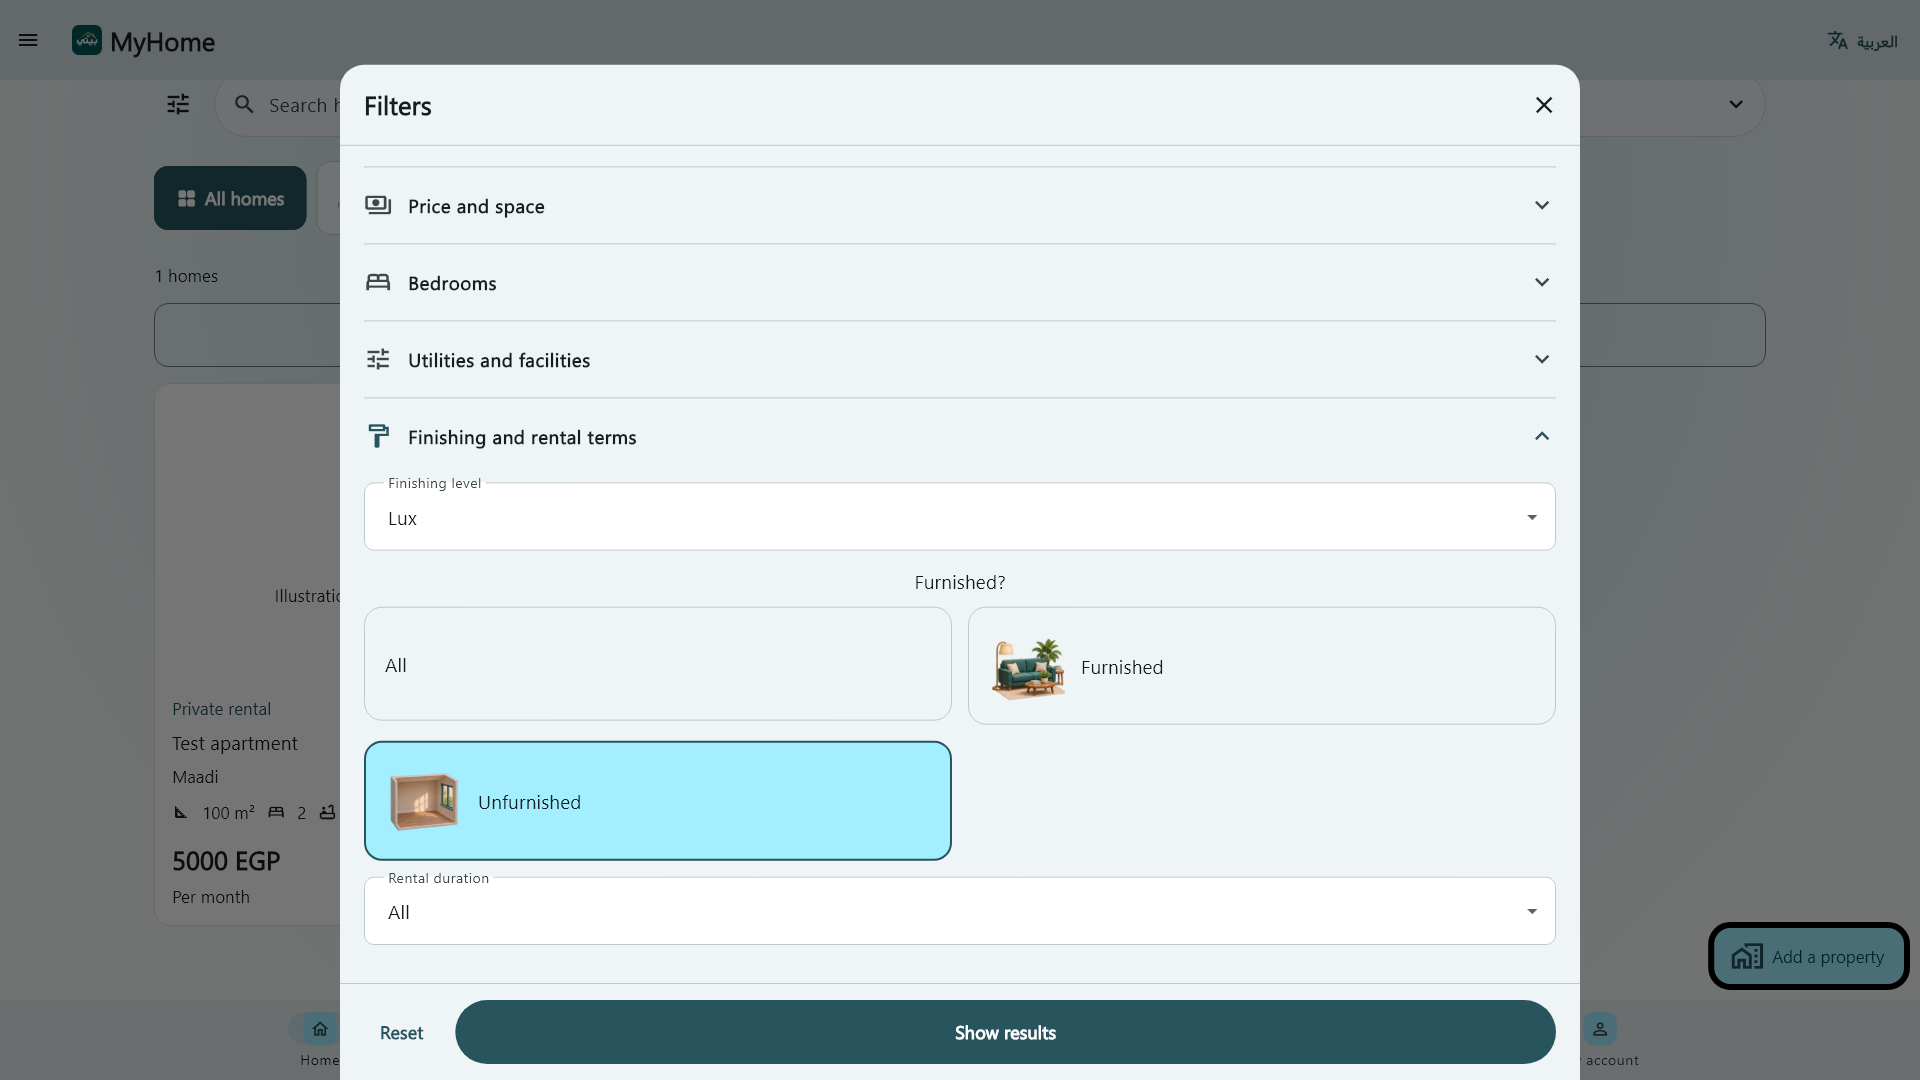 MyHome
العربية
Search
Filters
All homes
Price and space
1 homes
Bedrooms
Utilities and facilities
Finishing and rental terms
Finishing level
Lux
Furnished?
All
Furnished
Private rental
Test apartment
Maadi
100 m² 2
Unfurnished
5000 EGP
Per month
Rental duration
All
Add a property
Reset
Show results
Home
account